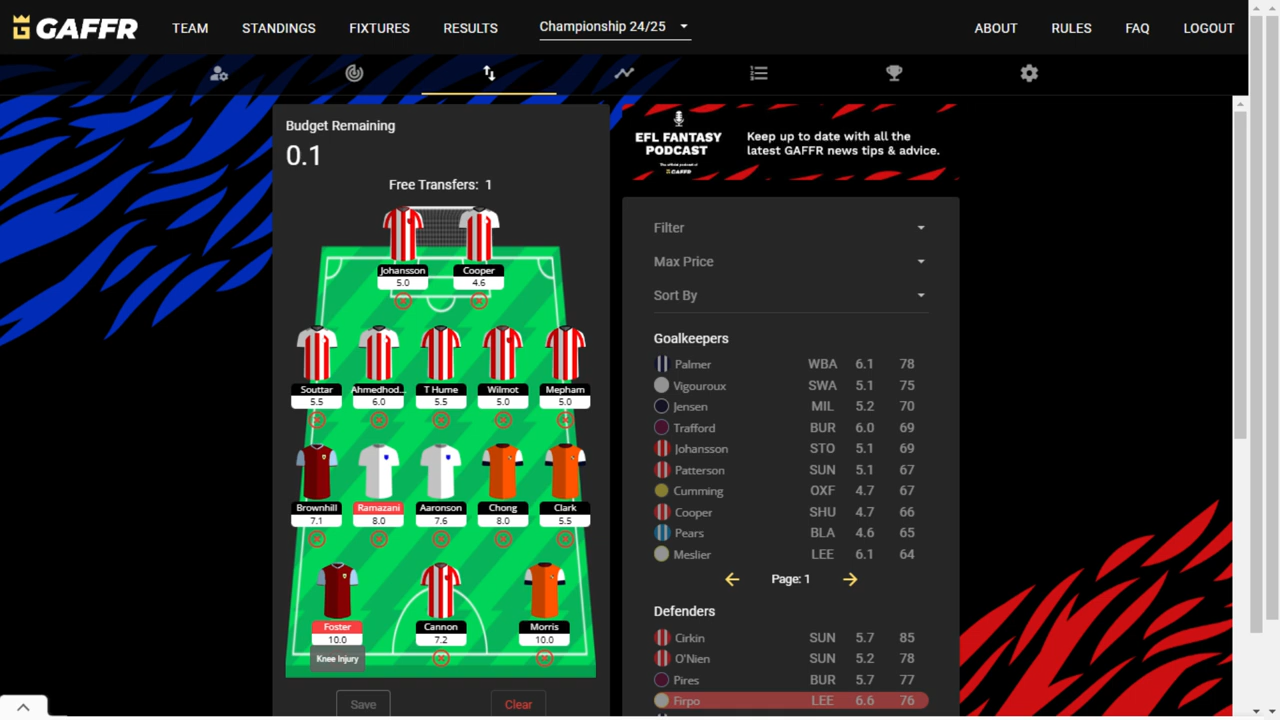 GAFFR
TEAM
STANDINGS
FIXTURES
RESULTS
Championship 24/25
ABOUT
RULES
FAQ
LOGOUT
Budget Remaining
0.1
Free Transfers: 1
Johansson
5.0
Cooper
4.6
Souttar
5.5
Ahmedhod...
6.0
T Hume
5.5
Wilmot
5.0
Mepham
5.0
Brownhill
7.1
Ramazani
8.0
Aaronson
7.6
Chong
8.0
Clark
5.5
Foster
10.0
Knee Injury
Cannon
7.2
Morris
10.0
Save
Clear
EFL FANTASY
PODCAST
The official podcast of
GAFFR
Keep up to date with all the
latest GAFFR news tips & advice.
Filter
Max Price
Sort By
Goalkeepers
Palmer WBA 6.1 78
Vigouroux SWA 5.1 75
Jensen MIL 5.2 70
Trafford BUR 6.0 69
Johansson STO 5.1 69
Patterson SUN 5.1 67
Cumming OXF 4.7 67
Cooper SHU 4.7 66
Pears BLA 4.6 65
Meslier LEE 6.1 64
Page: 1
Defenders
Cirkin SUN 5.7 85
O'Nien SUN 5.2 78
Pires BUR 5.7 77
Firpo LEE 6.6 76